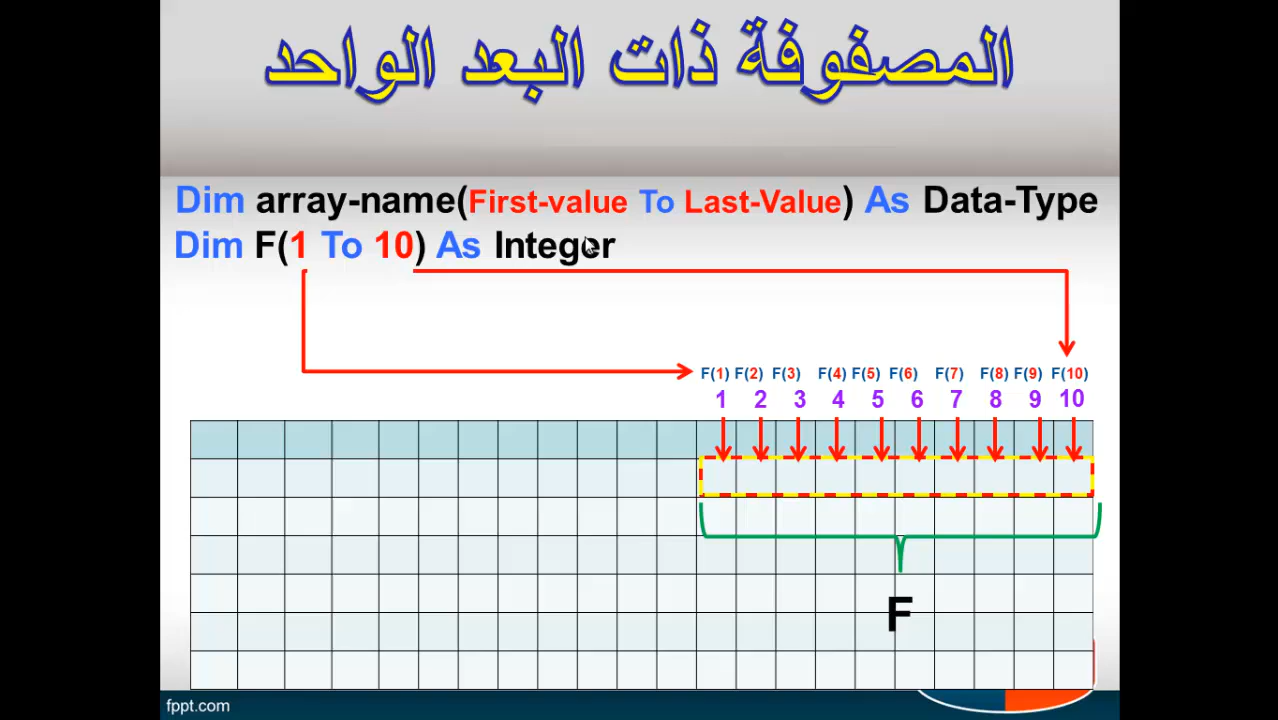 المصفوفة ذات البعد الواحد
Dim array-name(First-value To Last-Value) As Data-Type
Dim F(1 To 10) As Integer
F(1) F(2) F(3) F(4) F(5) F(6) F(7) F(8) F(9) F(10)
1 2 3 4 5 6 7 8 9 10
F
fppt.com